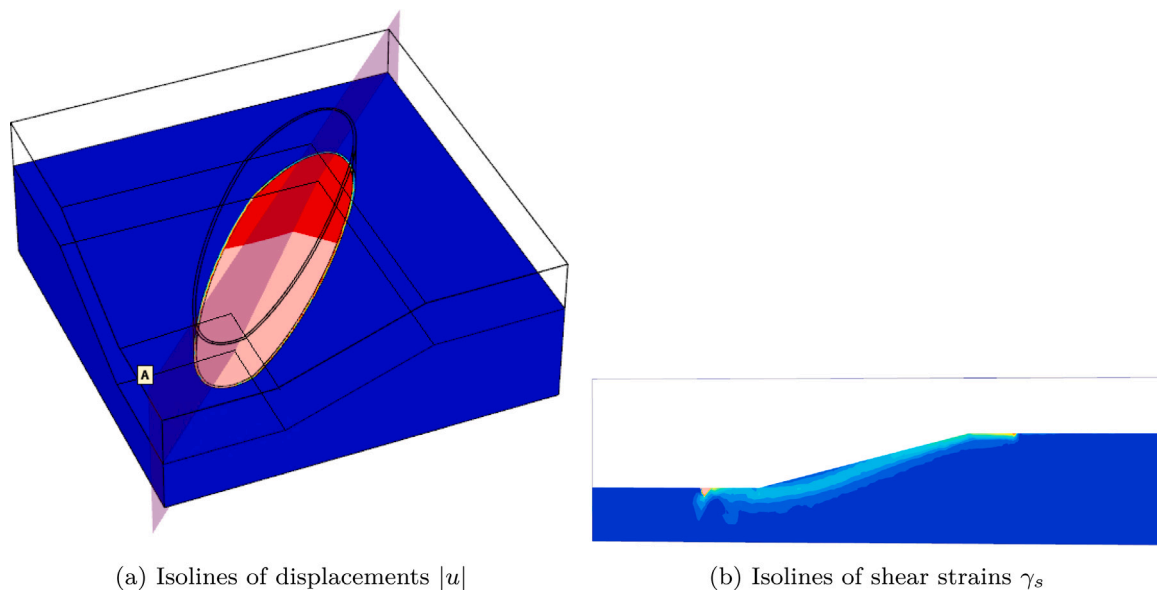 A
(a) Isolines of displacements |u|
(b) Isolines of shear strains γₛ